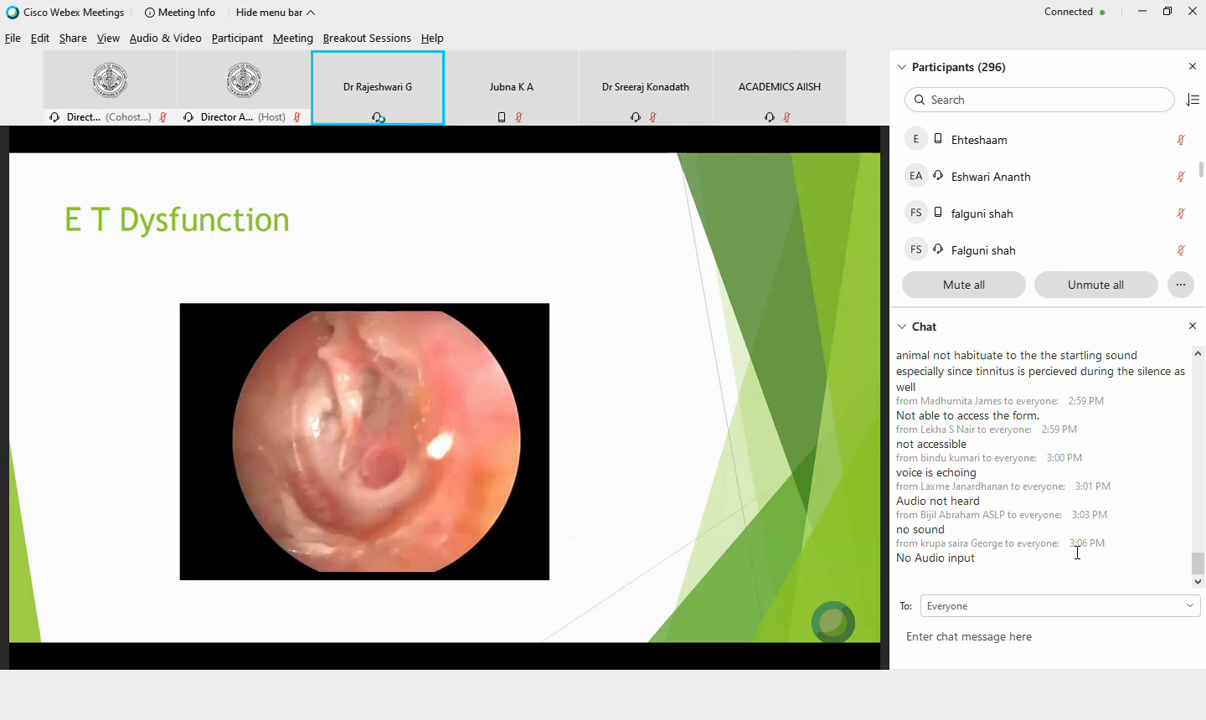 Cisco Webex Meetings
Meeting Info
Hide menu bar
Connected
File Edit Share View Audio & Video Participant Meeting Breakout Sessions Help
Direct... (Cohost...)
Director A... (Host)
Dr Rajeshwari G
Jubna K A
Dr Sreeraj Konadath
ACADEMICS AIISH
E T Dysfunction
Participants (296)
Search
E Ehteshaam
EA Eshwari Ananth
FS falguni shah
FS Falguni shah
Mute all
Unmute all
...
Chat
animal not habituate to the the startling sound
especially since tinnitus is percieved during the silence as
well
from Madhumita James to everyone: 2:59 PM
Not able to access the form.
from Lekha S Nair to everyone: 2:59 PM
not accessible
from bindu kumari to everyone: 3:00 PM
voice is echoing
from Laxme Janardhanan to everyone: 3:01 PM
Audio not heard
from Bijil Abraham ASLP to everyone: 3:03 PM
no sound
from krupa saira George to everyone: 3:06 PM
No Audio input
To: Everyone
Enter chat message here